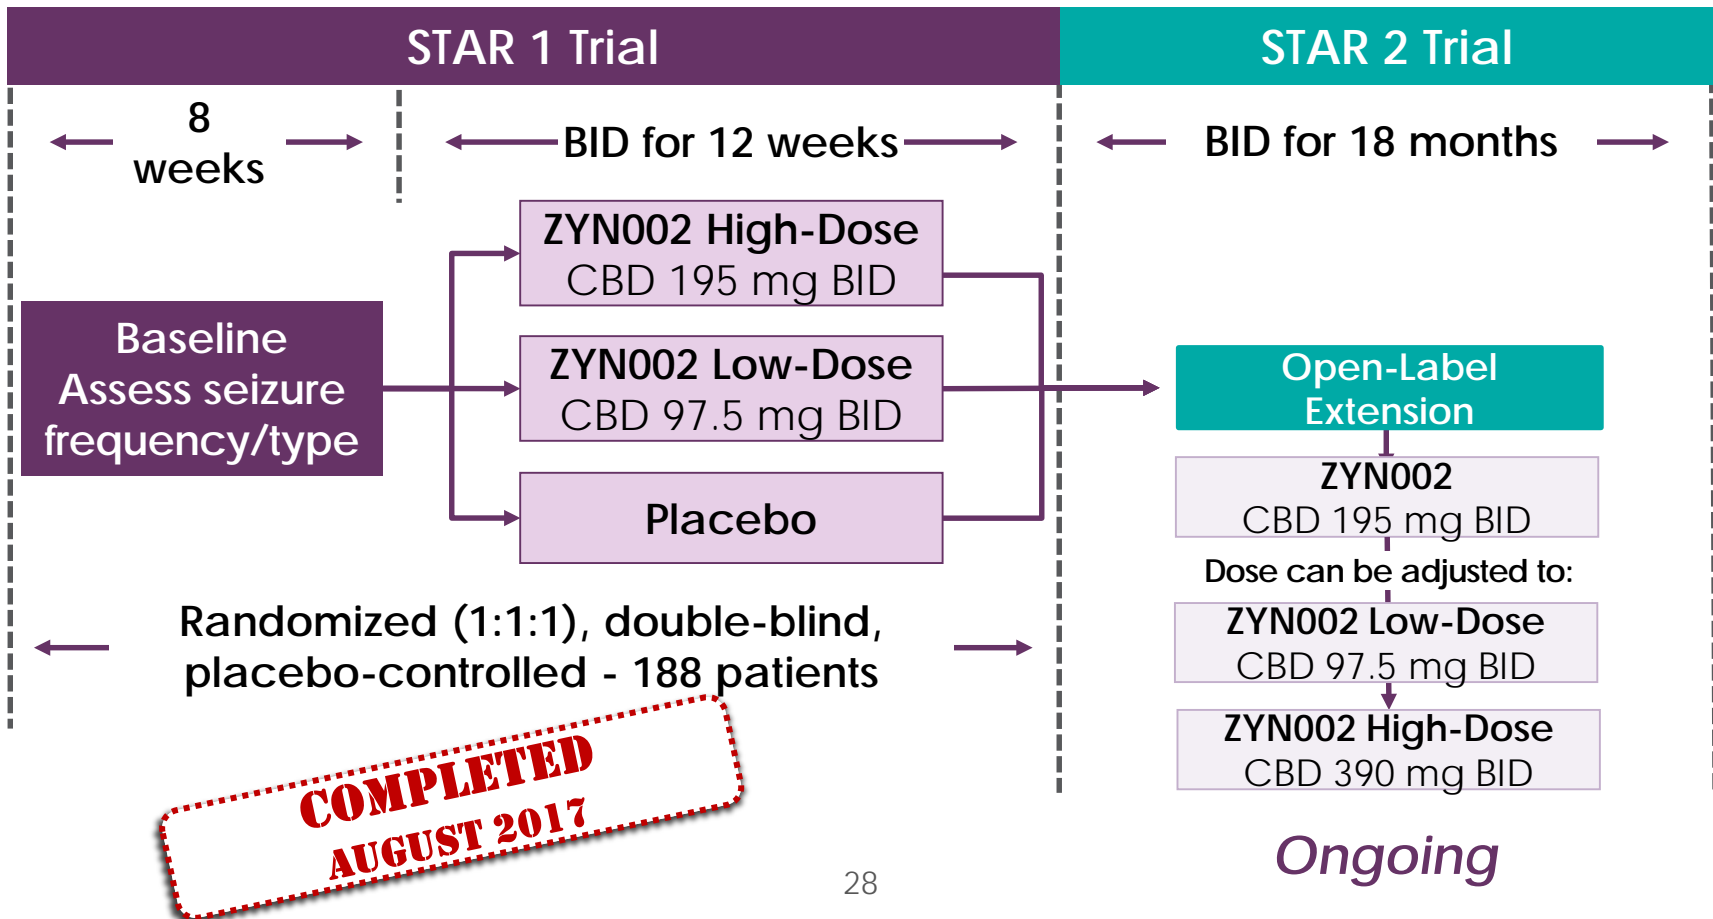 STAR 1 Trial
STAR 2 Trial
8
weeks
BID for 12 weeks
BID for 18 months
ZYN002 High-Dose
CBD 195 mg BID
Baseline
Assess seizure
frequency/type
ZYN002 Low-Dose
CBD 97.5 mg BID
Placebo
Open-Label
Extension
ZYN002
CBD 195 mg BID
Dose can be adjusted to:
ZYN002 Low-Dose
CBD 97.5 mg BID
ZYN002 High-Dose
CBD 390 mg BID
Randomized (1:1:1), double-blind,
placebo-controlled - 188 patients
COMPLETED
AUGUST 2017
Ongoing
28